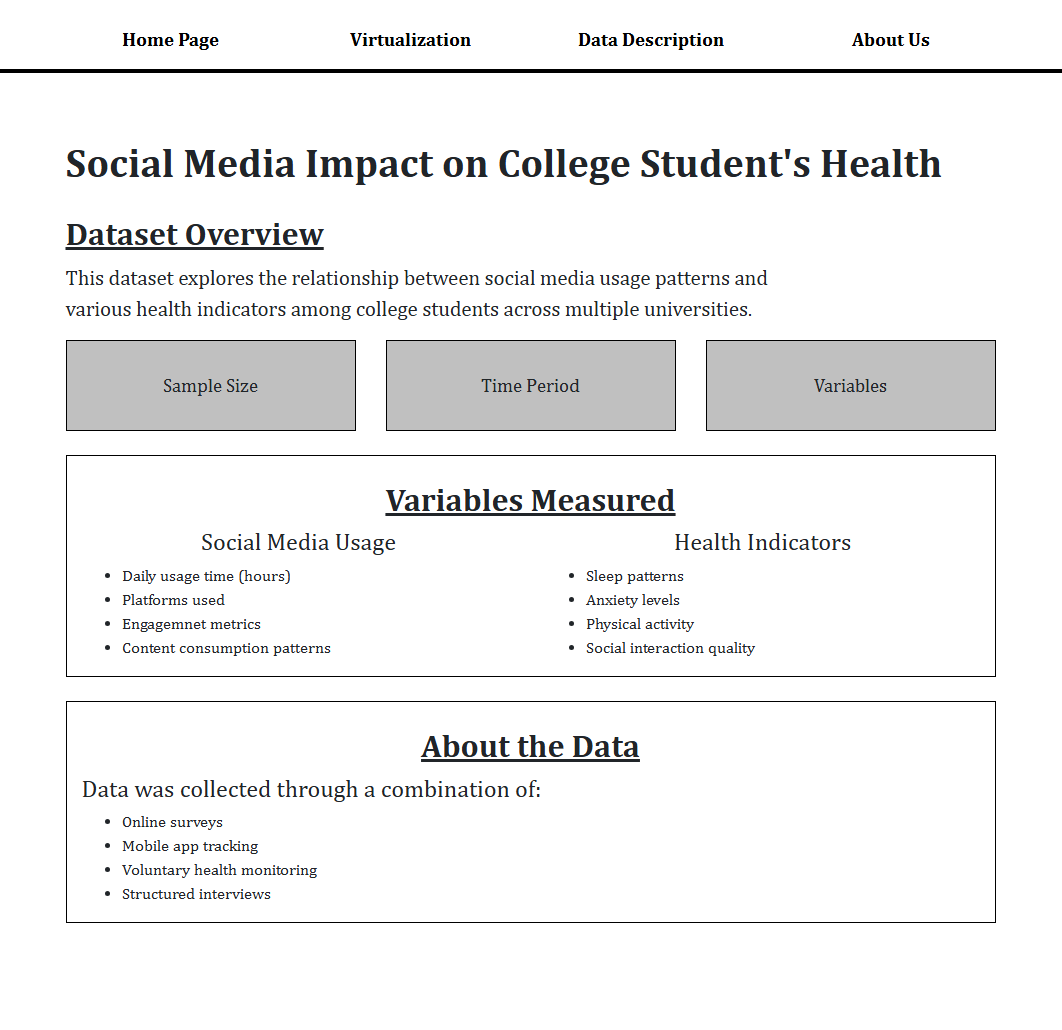 Home Page Virtualization Data Description About Us
Social Media Impact on College Student's Health
Dataset Overview
This dataset explores the relationship between social media usage patterns and
various health indicators among college students across multiple universities.
Sample Size Time Period Variables
Variables Measured
Social Media Usage
Daily usage time (hours)
Platforms used
Engagemnet metrics
Content consumption patterns
Health Indicators
Sleep patterns
Anxiety levels
Physical activity
Social interaction quality
About the Data
Data was collected through a combination of:
Online surveys
Mobile app tracking
Voluntary health monitoring
Structured interviews